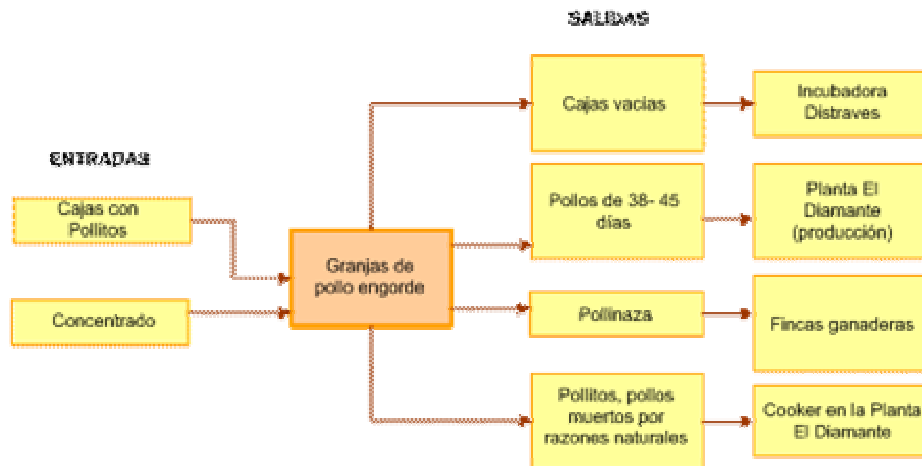 SALIDAS
Cajas vacias
Incubadora
Distraves
ENTRADAS
Cajas con
Pollitos
Pollos de 38- 45
días
Planta El
Diamante
(producción)
Granjas de
pollo engorde
Concentrado
Pollinaza
Fincas ganaderas
Pollitos, pollos
muertos por
razones naturales
Cooker en la Planta
El Diamante